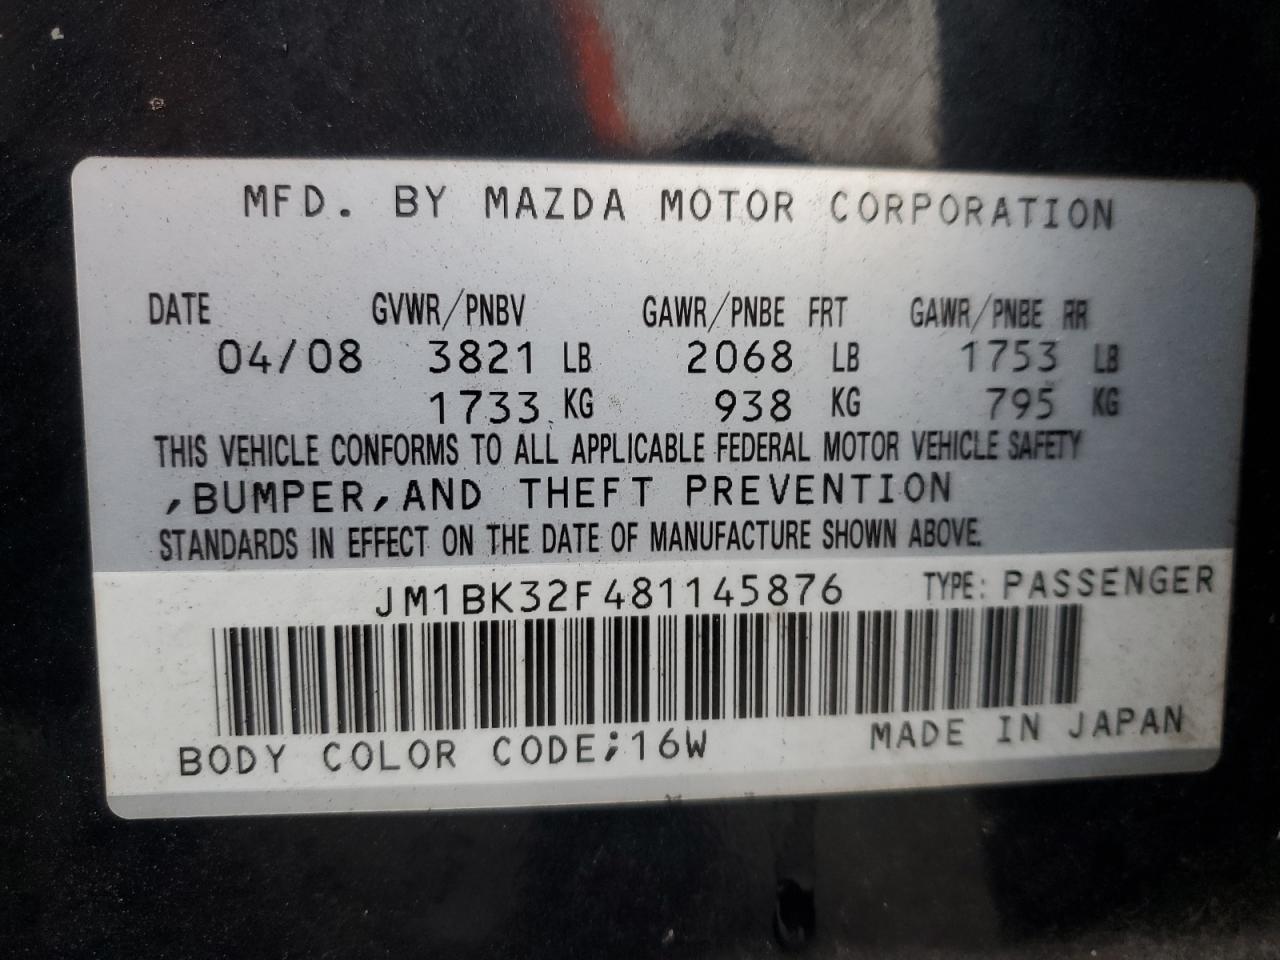 MFD. BY MAZDA MOTOR CORPORATION
DATE GVWR/PNBV GAWR/PNBE FRT GAWR/PNBE RR
04/08 3821 LB 2068 LB 1753 LB
1733 KG 938 KG 795 KG
THIS VEHICLE CONFORMS TO ALL APPLICABLE FEDERAL MOTOR VEHICLE SAFETY
,BUMPER,AND THEFT PREVENTION
STANDARDS IN EFFECT ON THE DATE OF MANUFACTURE SHOWN ABOVE.
JM1BK32F481145876 TYPE: PASSENGER
BODY COLOR CODE;16W MADE IN JAPAN